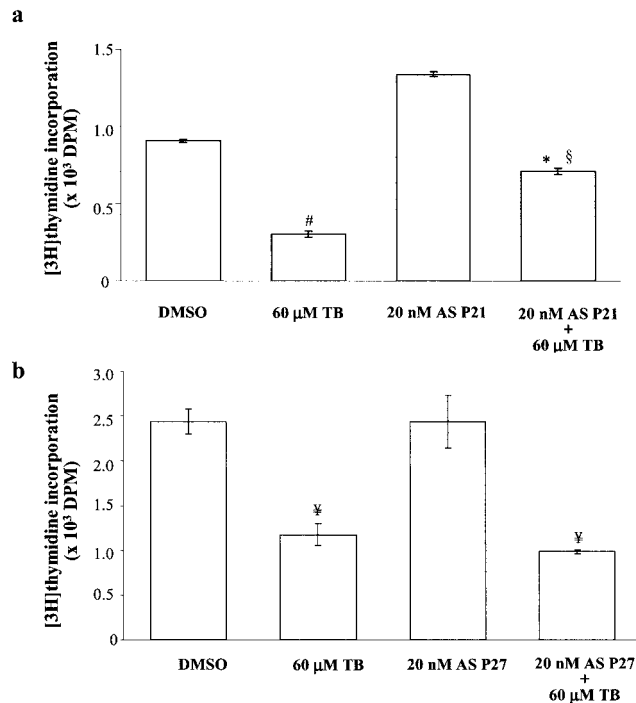 a
[3H]thymidine incorporation
(x 10³ DPM)
1.5
1.0
0.5
0
#
* §
DMSO
60 µM TB
20 nM AS P21
20 nM AS P21
+
60 µM TB
b
[3H]thymidine incorporation
(x 10³ DPM)
3.0
2.5
2.0
1.5
1.0
0.5
0
¥
¥
DMSO
60 µM TB
20 nM AS P27
20 nM AS P27
+
60 µM TB